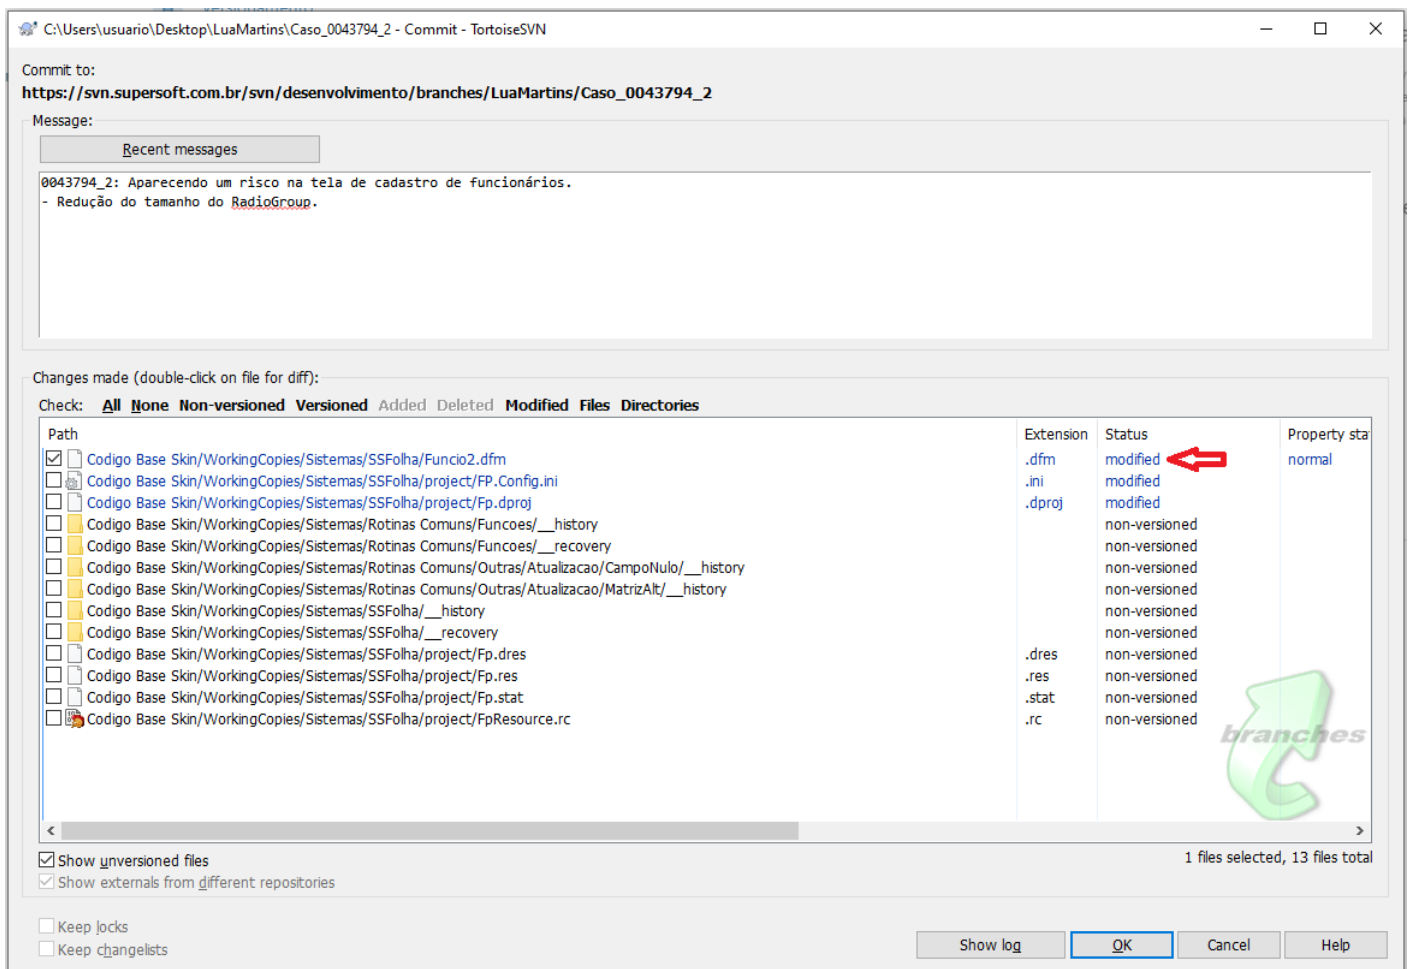 C:\Users\usuario\Desktop\LuaMartins\Caso_0043794_2 - Commit - TortoiseSVN
Commit to:
https://svn.supersoft.com.br/svn/desenvolvimento/branches/LuaMartins/Caso_0043794_2
Message:
Recent messages
0043794_2: Aparecendo um risco na tela de cadastro de funcionários.
- Redução do tamanho do RadioGroup.
Changes made (double-click on file for diff):
Check: All None Non-versioned Versioned Added Deleted Modified Files Directories
Path Extension Status Property sta
Codigo Base Skin/WorkingCopies/Sistemas/SSFolha/Funcio2.dfm .dfm modified normal
Codigo Base Skin/WorkingCopies/Sistemas/SSFolha/project/FP.Config.ini .ini modified
Codigo Base Skin/WorkingCopies/Sistemas/SSFolha/project/Fp.dproj .dproj modified
Codigo Base Skin/WorkingCopies/Sistemas/Rotinas Comuns/Funcoes/__history non-versioned
Codigo Base Skin/WorkingCopies/Sistemas/Rotinas Comuns/Funcoes/__recovery non-versioned
Codigo Base Skin/WorkingCopies/Sistemas/Rotinas Comuns/Outras/Atualizacao/CampoNulo/__history non-versioned
Codigo Base Skin/WorkingCopies/Sistemas/Rotinas Comuns/Outras/Atualizacao/MatrizAlt/__history non-versioned
Codigo Base Skin/WorkingCopies/Sistemas/SSFolha/__history non-versioned
Codigo Base Skin/WorkingCopies/Sistemas/SSFolha/__recovery non-versioned
Codigo Base Skin/WorkingCopies/Sistemas/SSFolha/project/Fp.dres .dres non-versioned
Codigo Base Skin/WorkingCopies/Sistemas/SSFolha/project/Fp.res .res non-versioned
Codigo Base Skin/WorkingCopies/Sistemas/SSFolha/project/Fp.stat .stat non-versioned
Codigo Base Skin/WorkingCopies/Sistemas/SSFolha/project/FpResource.rc .rc non-versioned
branches
Show unversioned files 1 files selected, 13 files total
Show externals from different repositories
Keep locks
Keep changelists
Show log OK Cancel Help